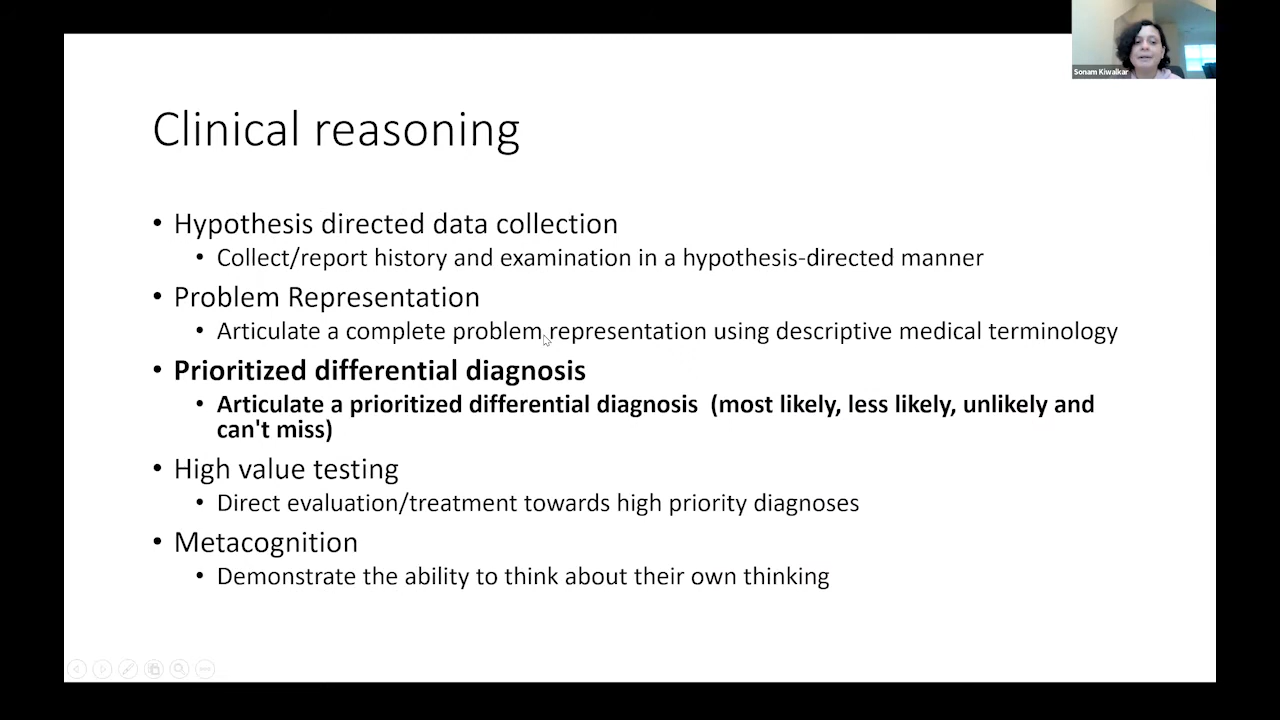 Sonam Kiwalkar
Clinical reasoning
• Hypothesis directed data collection
• Collect/report history and examination in a hypothesis-directed manner
• Problem Representation
• Articulate a complete problem representation using descriptive medical terminology
• Prioritized differential diagnosis
• Articulate a prioritized differential diagnosis (most likely, less likely, unlikely and
can't miss)
• High value testing
• Direct evaluation/treatment towards high priority diagnoses
• Metacognition
• Demonstrate the ability to think about their own thinking